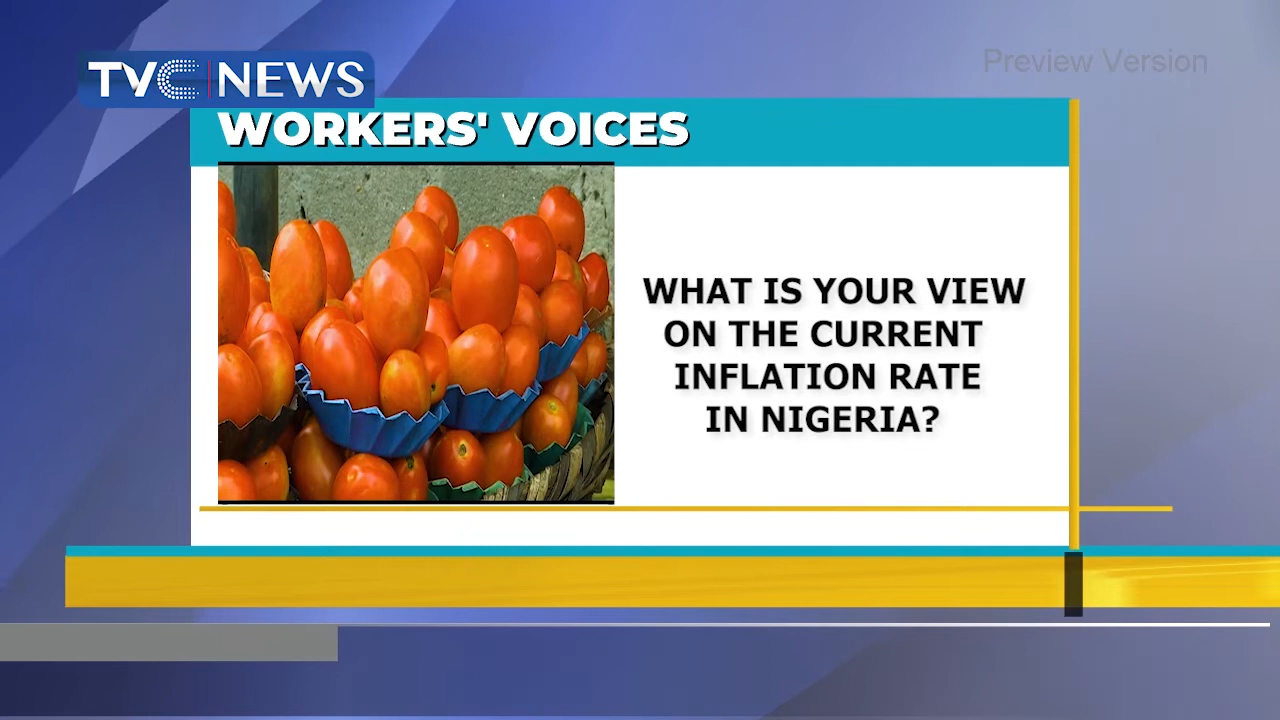 TVC NEWS
Preview Version
WORKERS' VOICES
WHAT IS YOUR VIEW
ON THE CURRENT
INFLATION RATE
IN NIGERIA?